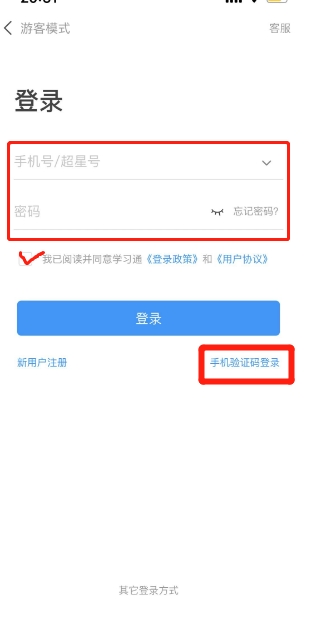 游客模式
客服
登录
手机号/超星号
密码
忘记密码?
我已阅读并同意学习通《登录政策》和《用户协议》
登录
新用户注册
手机验证码登录
其它登录方式